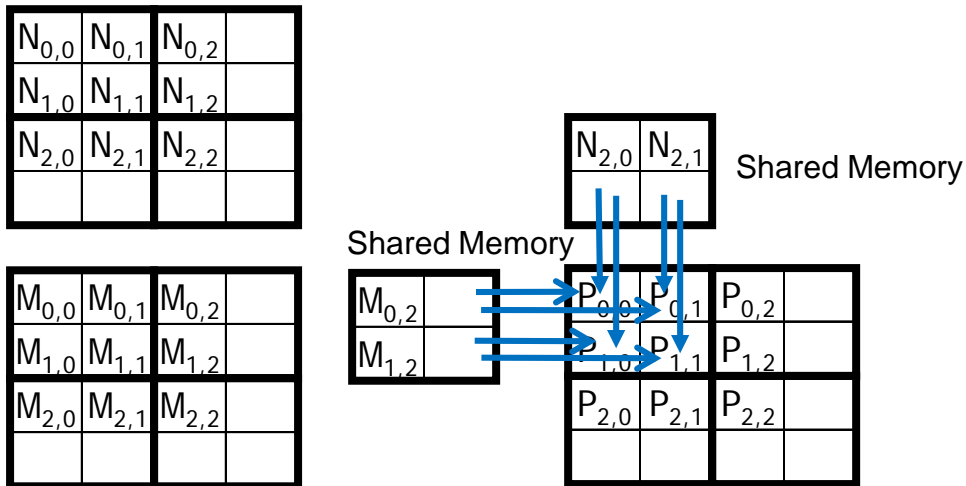 N0,0 N0,1 N0,2
N1,0 N1,1 N1,2
N2,0 N2,1 N2,2
N2,0 N2,1
Shared Memory
Shared Memory
M0,0 M0,1 M0,2
M1,0 M1,1 M1,2
M2,0 M2,1 M2,2
M0,2
M1,2
P0,0 P0,1 P0,2
P1,0 P1,1 P1,2
P2,0 P2,1 P2,2